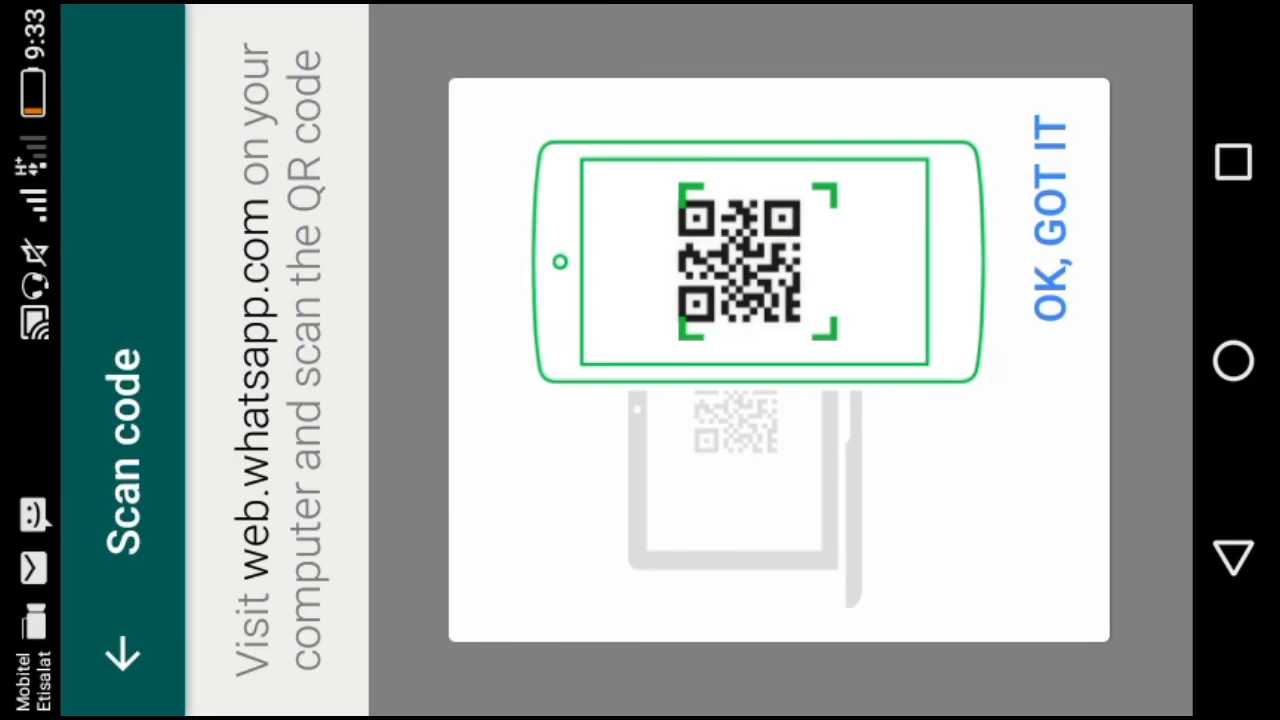 Mobitel
Etisalat
H+
9:33
Scan code
Visit web.whatsapp.com on your
computer and scan the QR code
OK, GOT IT